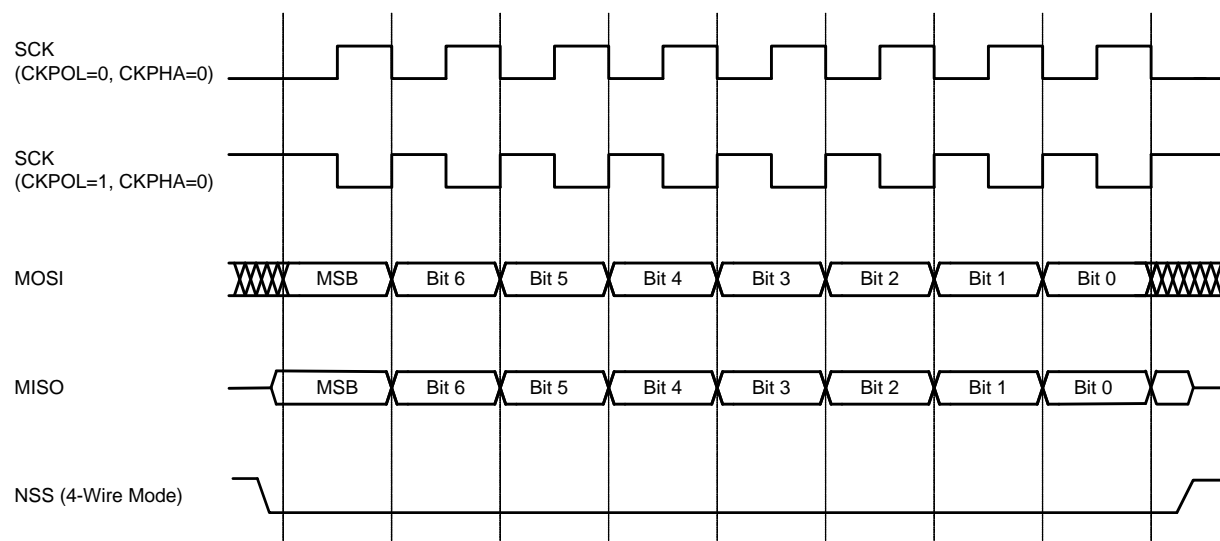 SCK
(CKPOL=0, CKPHA=0)
SCK
(CKPOL=1, CKPHA=0)
MOSI
MSB Bit 6 Bit 5 Bit 4 Bit 3 Bit 2 Bit 1 Bit 0
MISO
MSB Bit 6 Bit 5 Bit 4 Bit 3 Bit 2 Bit 1 Bit 0
NSS (4-Wire Mode)